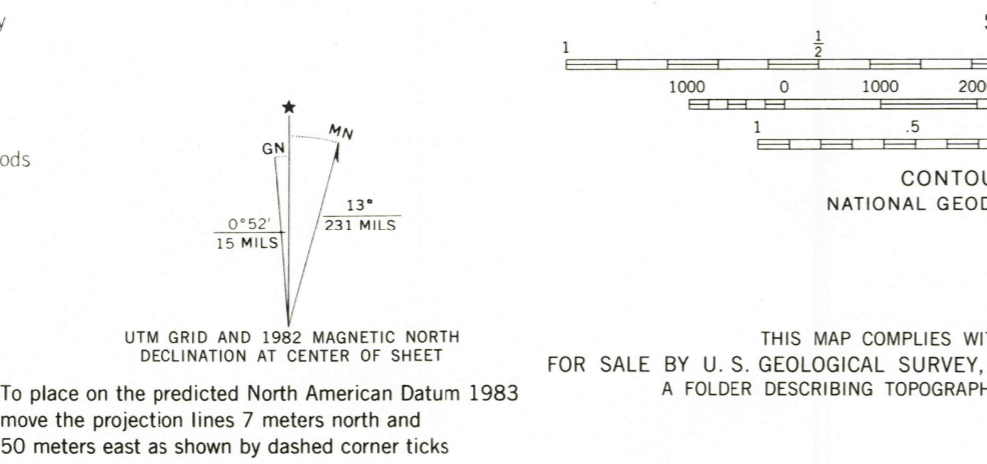 ods
★
GN
MN
0°52'
15 MILS
13°
231 MILS
UTM GRID AND 1982 MAGNETIC NORTH
DECLINATION AT CENTER OF SHEET
To place on the predicted North American Datum 1983
move the projection lines 7 meters north and
50 meters east as shown by dashed corner ticks
1 1/2
1000 0 1000 200
1 .5
CONTOU
NATIONAL GEOD
THIS MAP COMPLIES WI
FOR SALE BY U. S. GEOLOGICAL SURVEY,
A FOLDER DESCRIBING TOPOGRAPH